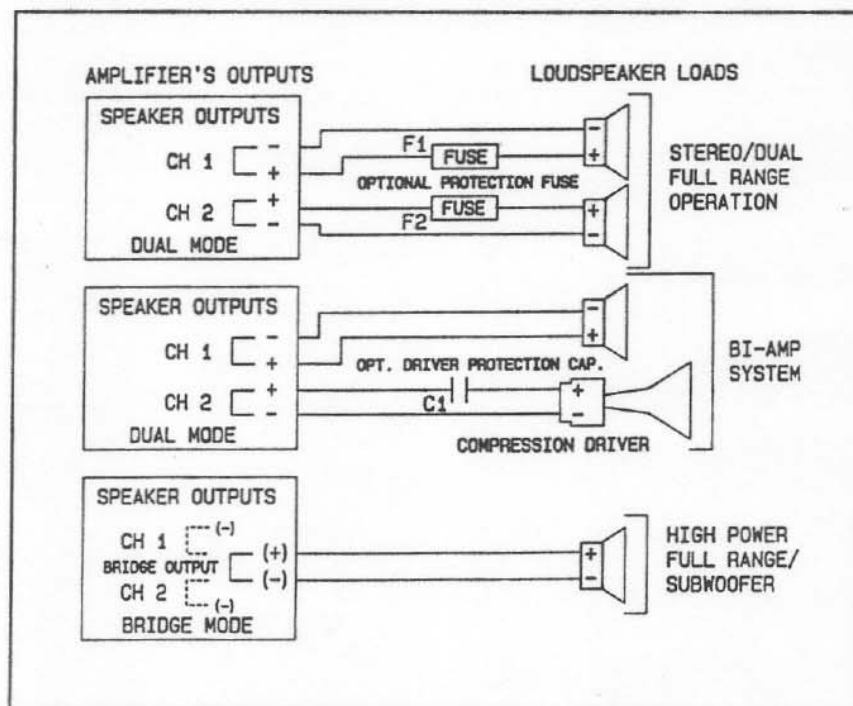 AMPLIFIER'S OUTPUTS
LOUDSPEAKER LOADS
SPEAKER OUTPUTS
CH 1
-
+
CH 2
+
-
DUAL MODE
F1
FUSE
OPTIONAL PROTECTION FUSE
FUSE
F2
-
+
+
-
STEREO/DUAL
FULL RANGE
OPERATION
SPEAKER OUTPUTS
CH 1
-
+
CH 2
+
-
DUAL MODE
OPT. DRIVER PROTECTION CAP.
C1
-
+
+
-
COMPRESSION DRIVER
BI-AMP
SYSTEM
SPEAKER OUTPUTS
CH 1
(-)
BRIDGE OUTPUT
(+)
(-)
CH 2
(-)
BRIDGE MODE
+
-
HIGH POWER
FULL RANGE/
SUBWOOFER